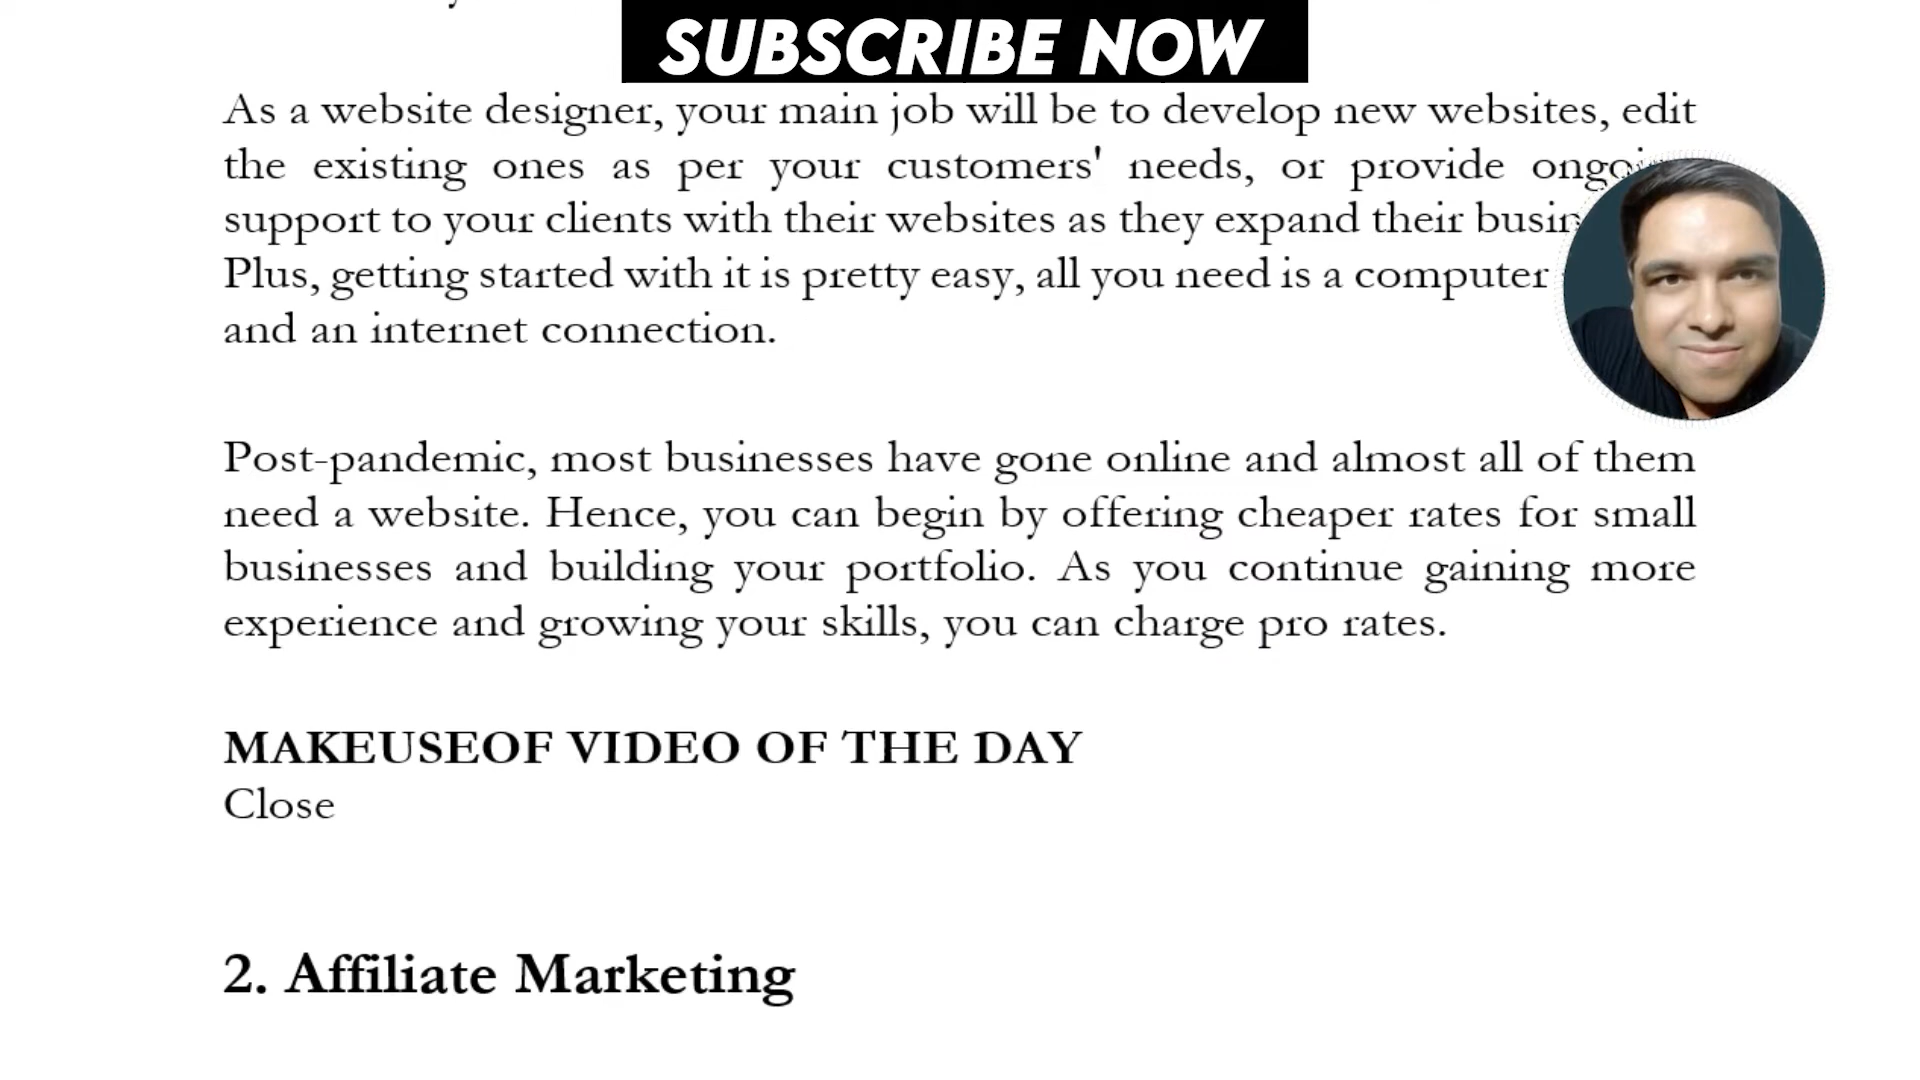 SUBSCRIBE NOW
As a website designer, your main job will be to develop new websites, edit
the existing ones as per your customers' needs, or provide
support to your clients with their websites as they expand their
Plus, getting started with it is pretty easy, all you need is a computer
and an internet connection.
Post-pandemic, most businesses have gone online and almost all of them
need a website. Hence, you can begin by offering cheaper rates for small
businesses and building your portfolio. As you continue gaining more
experience and growing your skills, you can charge pro rates.
MAKEUSEOF VIDEO OF THE DAY
Close
2. Affiliate Marketing